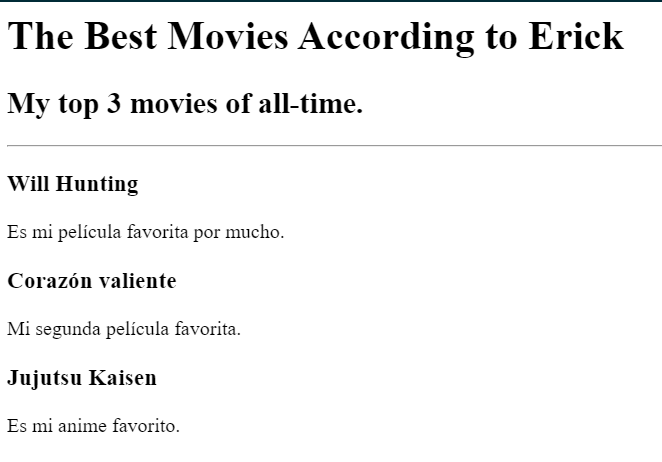 The Best Movies According to Erick
My top 3 movies of all-time.
Will Hunting
Es mi película favorita por mucho.
Corazón valiente
Mi segunda película favorita.
Jujutsu Kaisen
Es mi anime favorito.